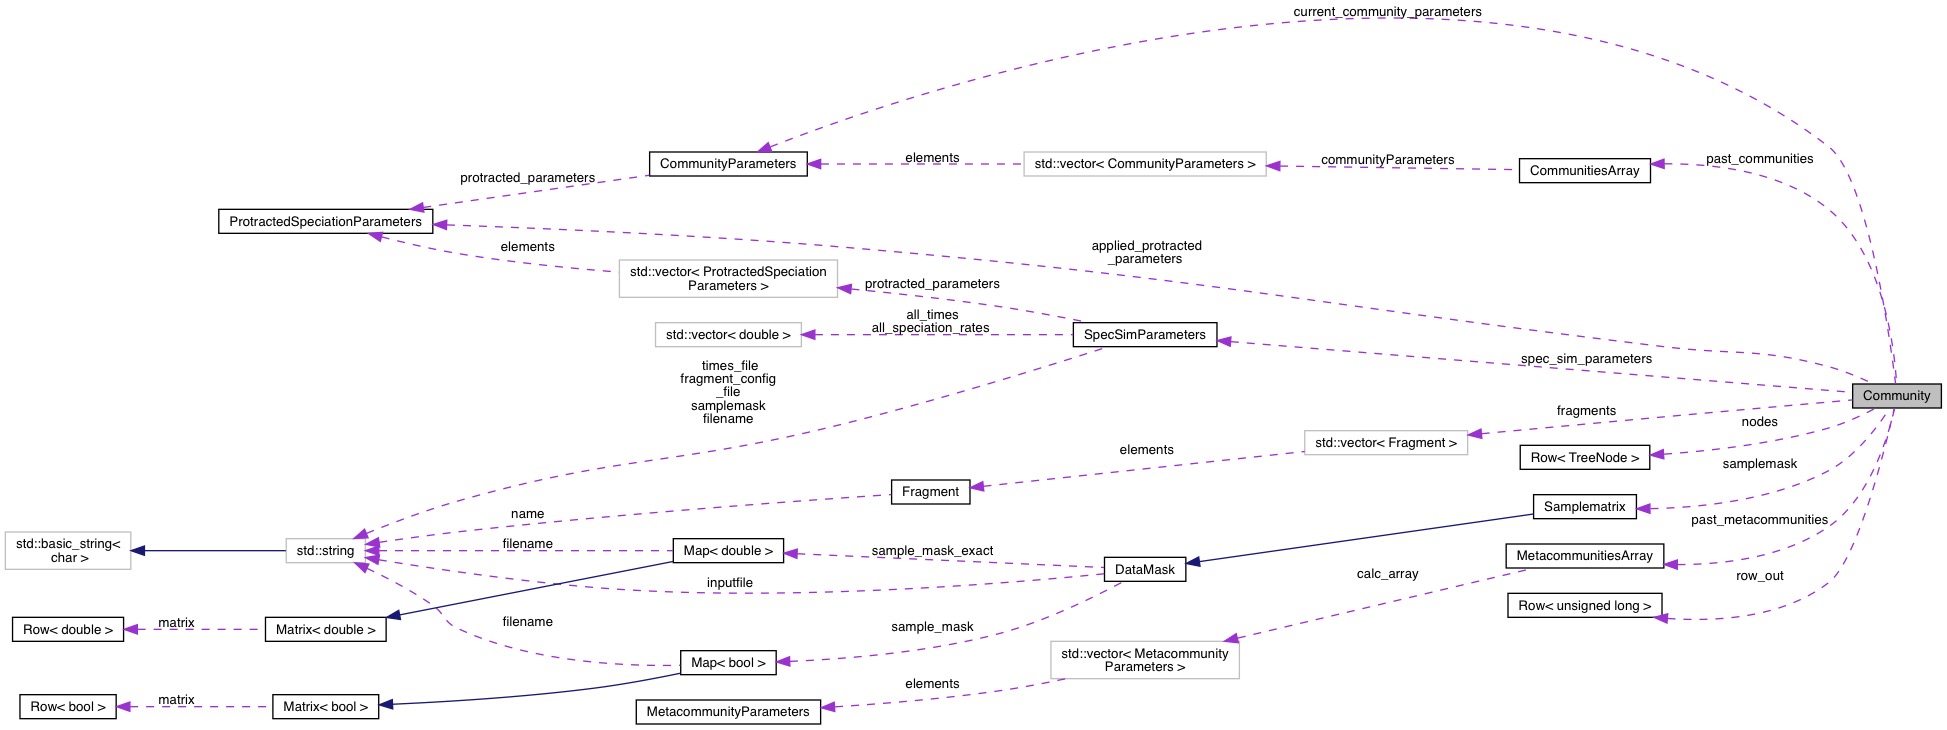 current_community_parameters
CommunityParameters
elements
std::vector< CommunityParameters >
communityParameters
CommunitiesArray
past_communities
protracted_parameters
ProtractedSpeciationParameters
elements
applied_protracted
_parameters
std::vector< ProtractedSpeciation
Parameters >
protracted_parameters
std::vector< double >
all_times
all_speciation_rates
SpecSimParameters
spec_sim_parameters
times_file
fragment_config
_file
samplemask
filename
Community
fragments
nodes
std::vector< Fragment >
elements
Row< TreeNode >
samplemask
Fragment
name
Samplematrix
past_metacommunities
std::basic_string<
char >
std::string
filename
Map< double >
sample_mask_exact
DataMask
MetacommunitiesArray
inputfile
calc_array
row_out
Row< unsigned long >
Row< double >
matrix
Matrix< double >
filename
sample_mask
Map< bool >
std::vector< Metacommunity
Parameters >
elements
Row< bool >
matrix
Matrix< bool >
MetacommunityParameters